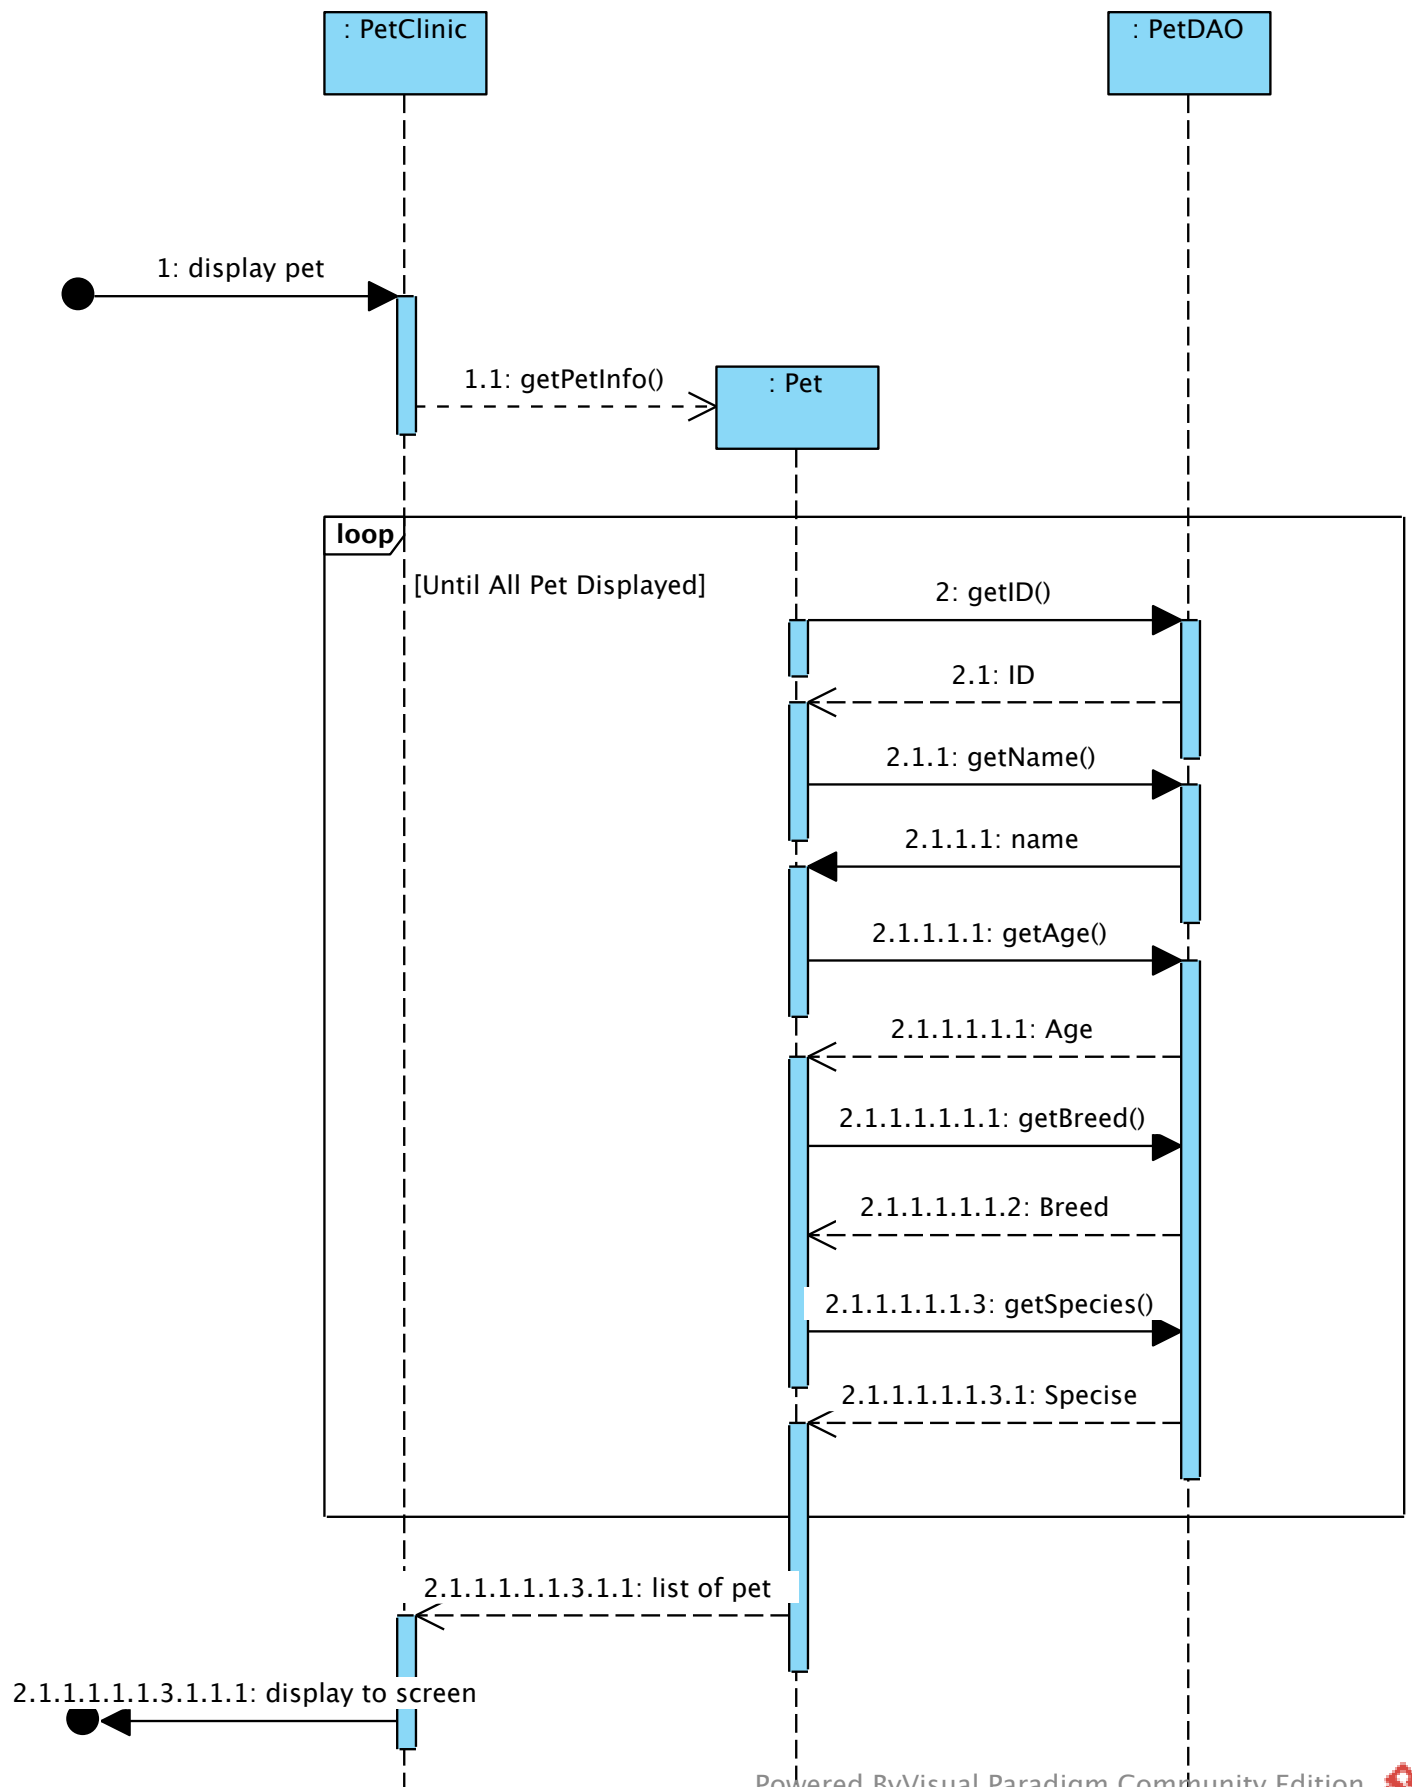 : PetClinic
: PetDAO
1: display pet
1.1: getPetInfo()
: Pet
loop
[Until All Pet Displayed]
2: getID()
2.1: ID
2.1.1: getName()
2.1.1.1: name
2.1.1.1.1: getAge()
2.1.1.1.1.1: Age
2.1.1.1.1.1.1: getBreed()
2.1.1.1.1.1.2: Breed
2.1.1.1.1.1.3: getSpecies()
2.1.1.1.1.1.3.1: Specise
2.1.1.1.1.1.3.1.1: list of pet
2.1.1.1.1.1.3.1.1.1: display to screen
Powered ByVisual Paradigm Community Edition